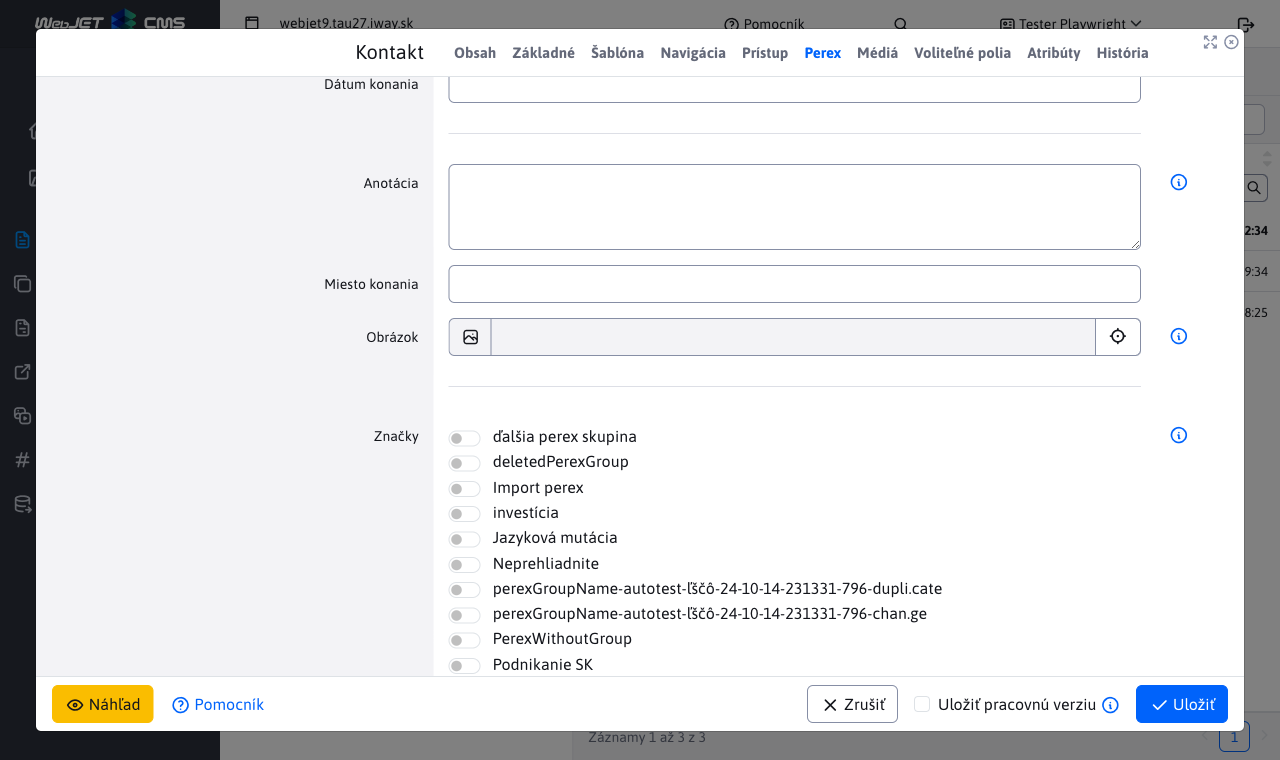 WebJET CMS
webjet9.tau27.iway.sk
Pomocník
Tester Playwright
Kontakt
Obsah
Základné
Šablóna
Navigácia
Prístup
Perex
Médiá
Voliteľné polia
Atribúty
História
Dátum konania
Anotácia
Miesto konania
Obrázok
Značky
ďalšia perex skupina
deletedPerexGroup
Import perex
investícia
Jazyková mutácia
Neprehliadnite
perexGroupName-autotest-ľščô-24-10-14-231331-796-dupli.cate
perexGroupName-autotest-ľščô-24-10-14-231331-796-chan.ge
PerexWithoutGroup
Podnikanie SK
2:34
9:34
8:25
Náhľad
Pomocník
Zrušiť
Uložiť pracovnú verziu
Uložiť
Záznamy 1 až 3 z 3
1